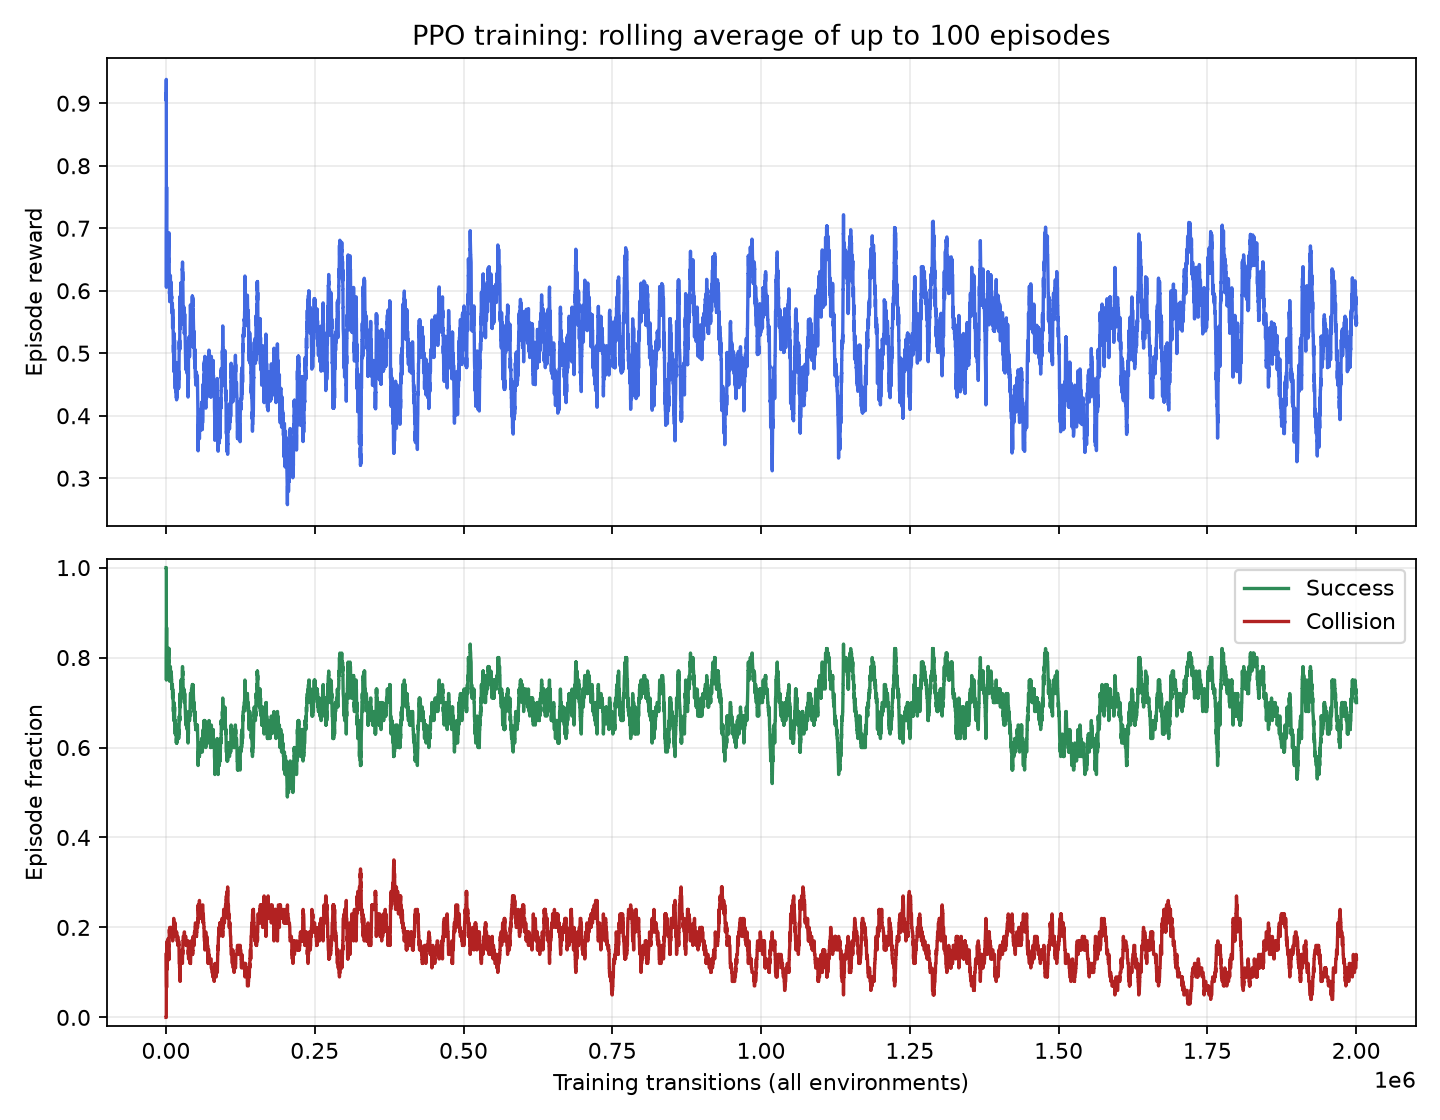 PPO training: rolling average of up to 100 episodes
Episode reward
0.9
0.8
0.7
0.6
0.5
0.4
0.3
Episode fraction
1.0
0.8
0.6
0.4
0.2
0.0
Success
Collision
0.00 0.25 0.50 0.75 1.00 1.25 1.50 1.75 2.00
1e6
Training transitions (all environments)